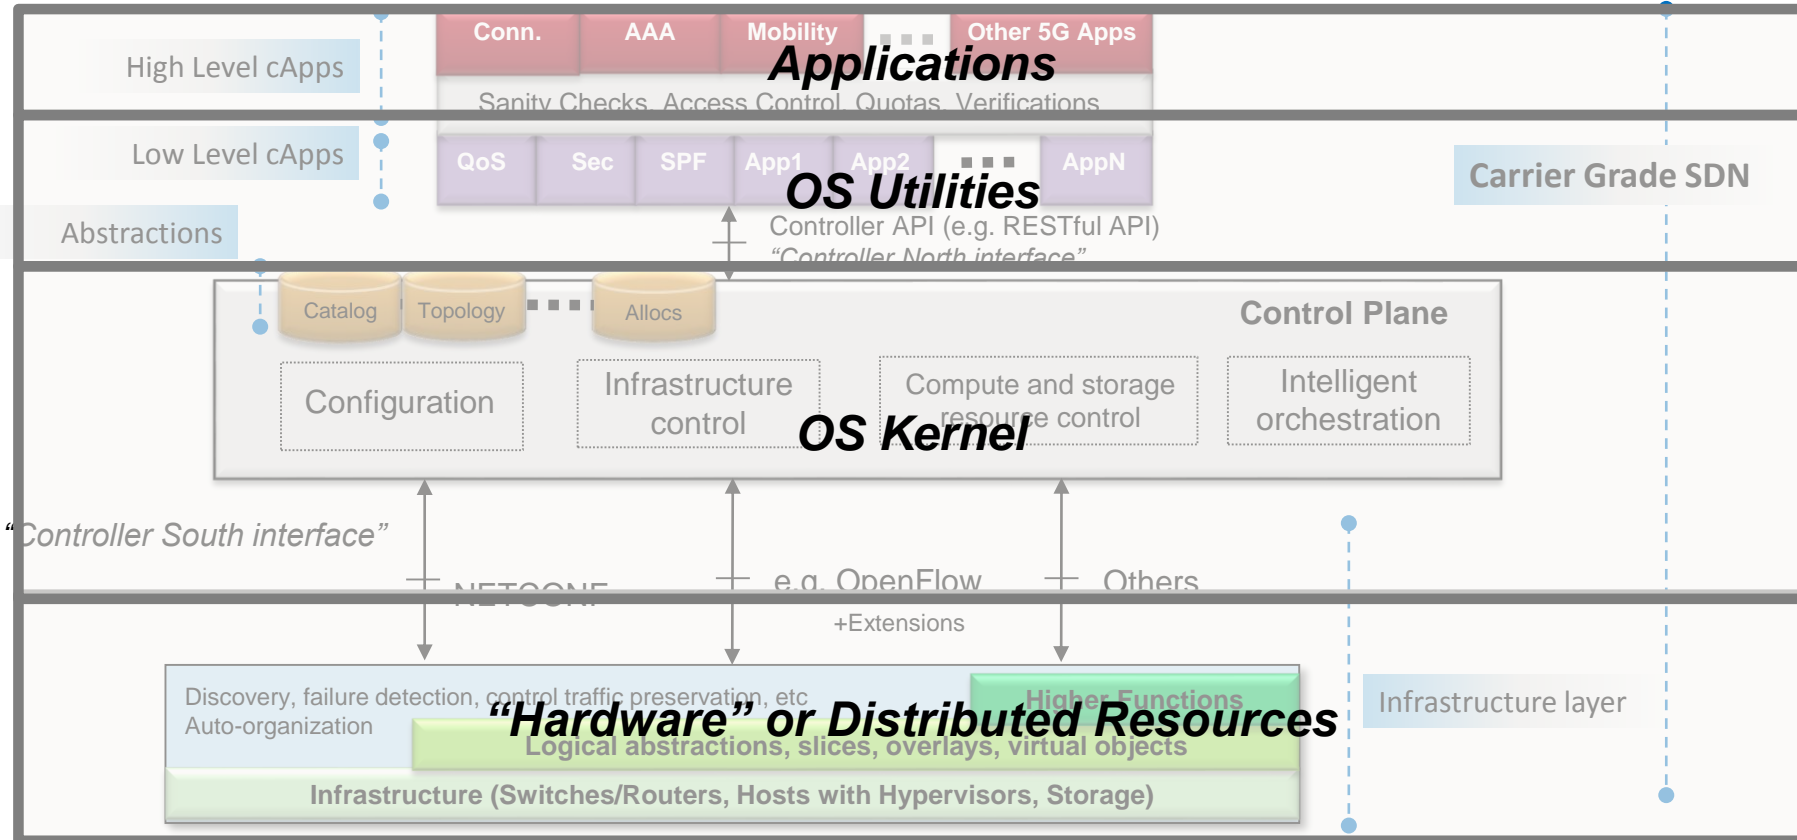 Conn.
AAA
Mobility
Other 5G Apps
High Level cApps
Applications
Sanity Checks, Access Control, Quotas, Verifications
Low Level cApps
QoS
Sec
SPF
App1
App2
AppN
Carrier Grade SDN
OS Utilities
Abstractions
Controller API (e.g. RESTful API)
“Controller North interface”
Catalog
Topology
Allocs
Control Plane
Configuration
Infrastructure
control
Compute and storage
resource control
Intelligent
orchestration
OS Kernel
“Controller South interface”
NETCONF
e.g. OpenFlow
+Extensions
Others
Discovery, failure detection, control traffic preservation, etc
Auto-organization
Higher Functions
“Hardware” or Distributed Resources
Infrastructure layer
Logical abstractions, slices, overlays, virtual objects
Infrastructure (Switches/Routers, Hosts with Hypervisors, Storage)